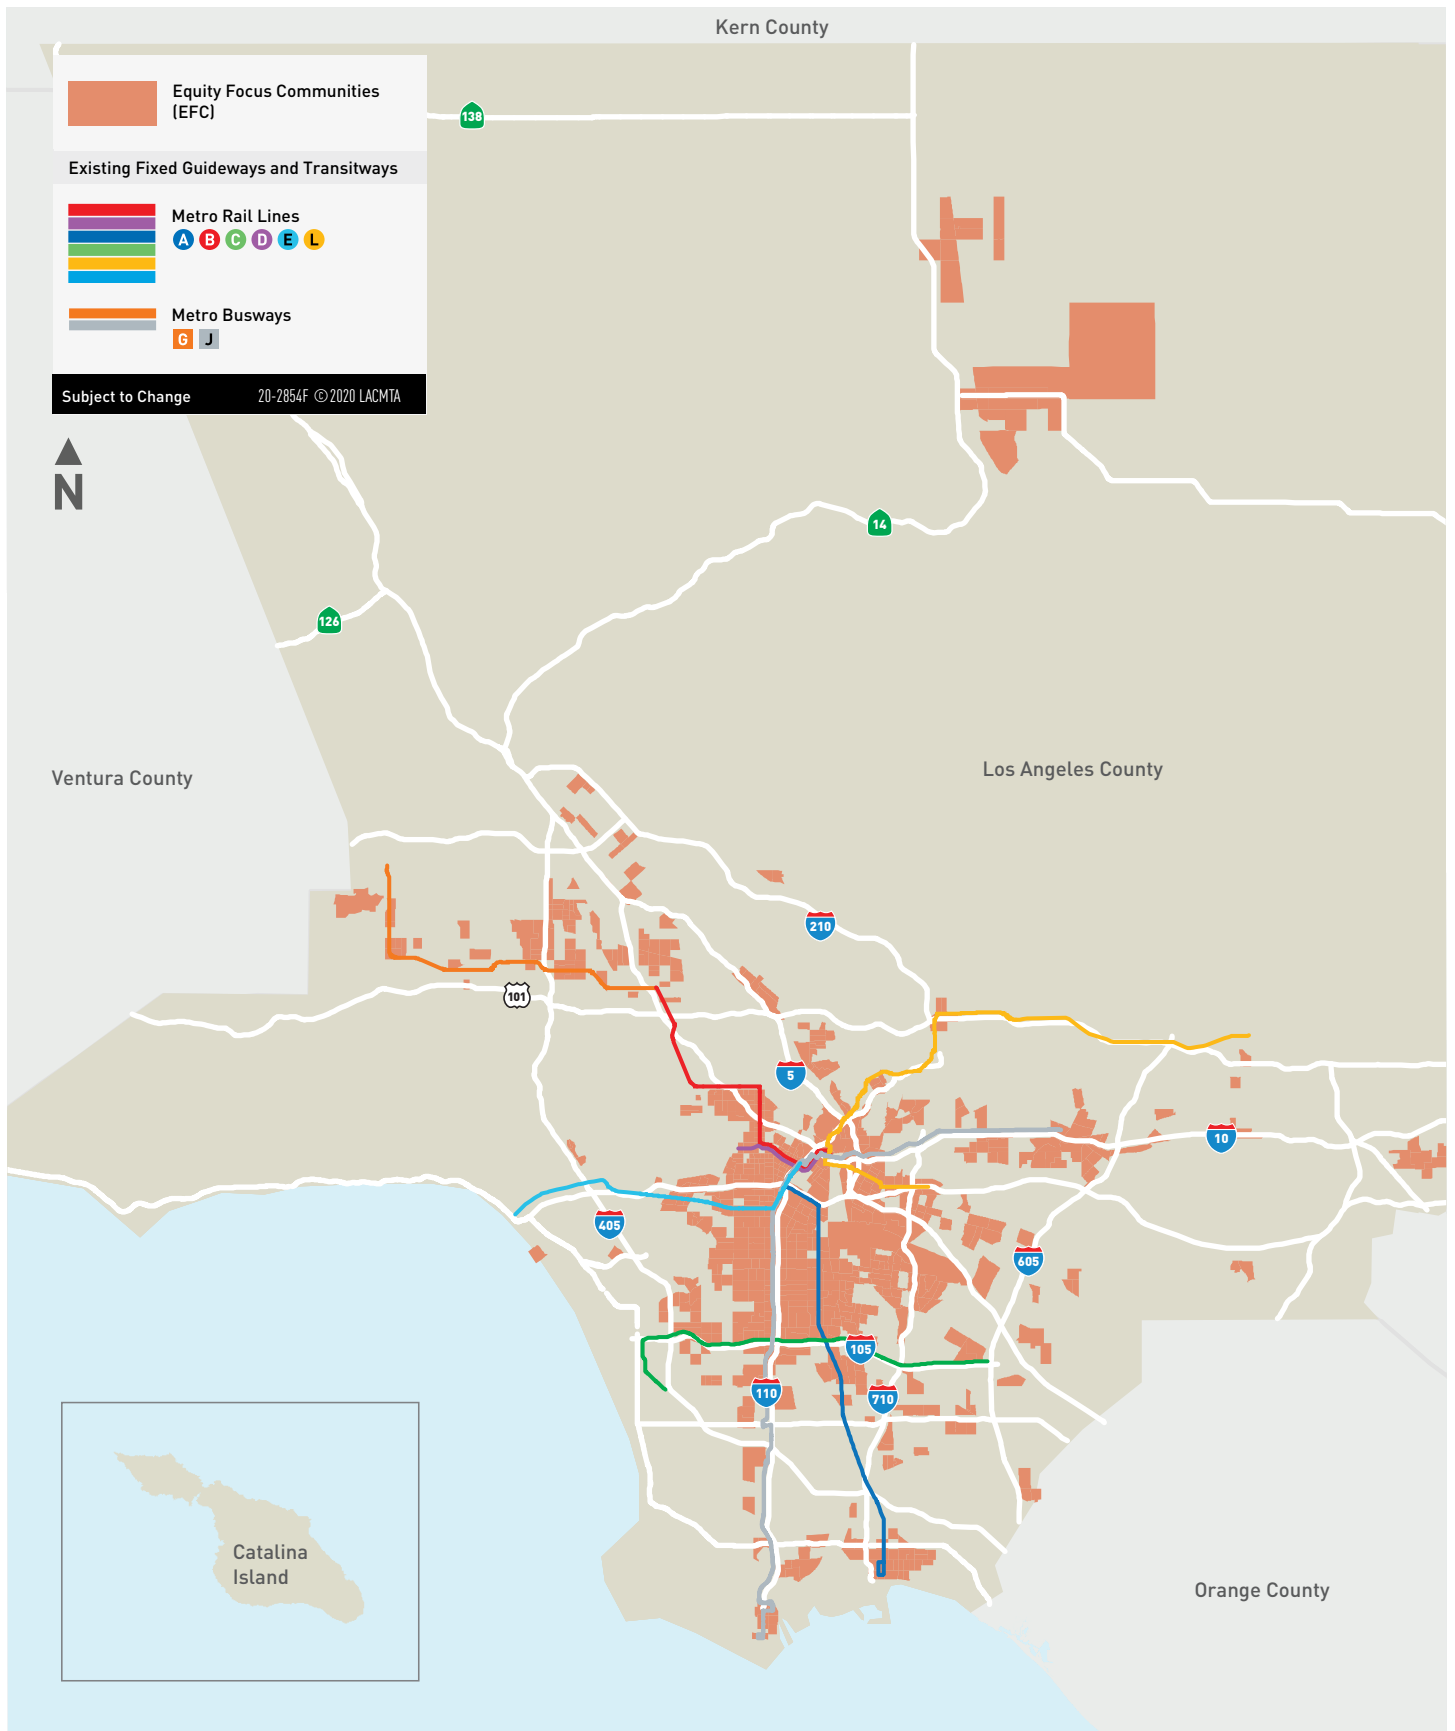 Kern County
Equity Focus Communities
(EFC)
138
Existing Fixed Guideways and Transitways
Metro Rail Lines
A B C D E L
Metro Busways
G J
Subject to Change 20-2854F ©2020 LACMTA
N
14
126
Ventura County
Los Angeles County
210
101
5
10
405
605
105
110
710
Catalina
Island
Orange County